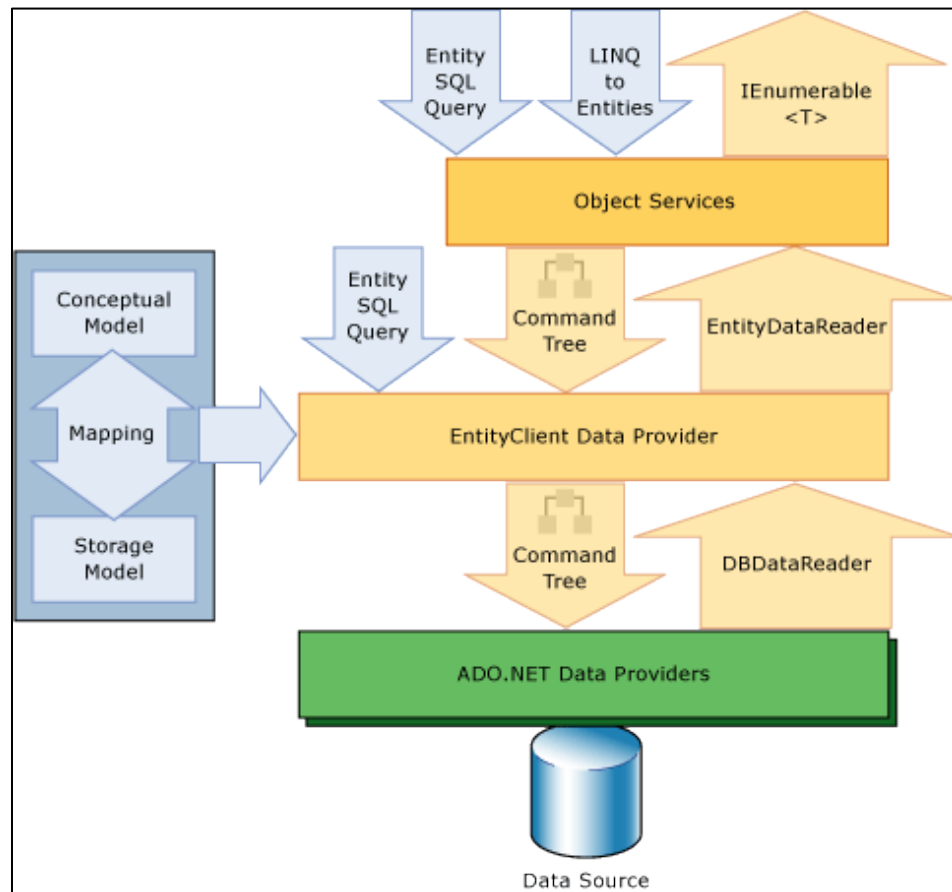 Entity
SQL
Query
LINQ
to
Entities
IEnumerable
<T>
Object Services
Conceptual
Model
Mapping
Storage
Model
Entity
SQL
Query
Command
Tree
EntityDataReader
EntityClient Data Provider
Command
Tree
DBDataReader
ADO.NET Data Providers
Data Source